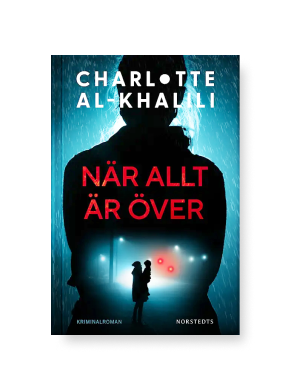 CHARLOTTE
AL-KHALILI
NÄR ALLT
ÄR ÖVER
KRIMINALROMAN
NORSTEDTS